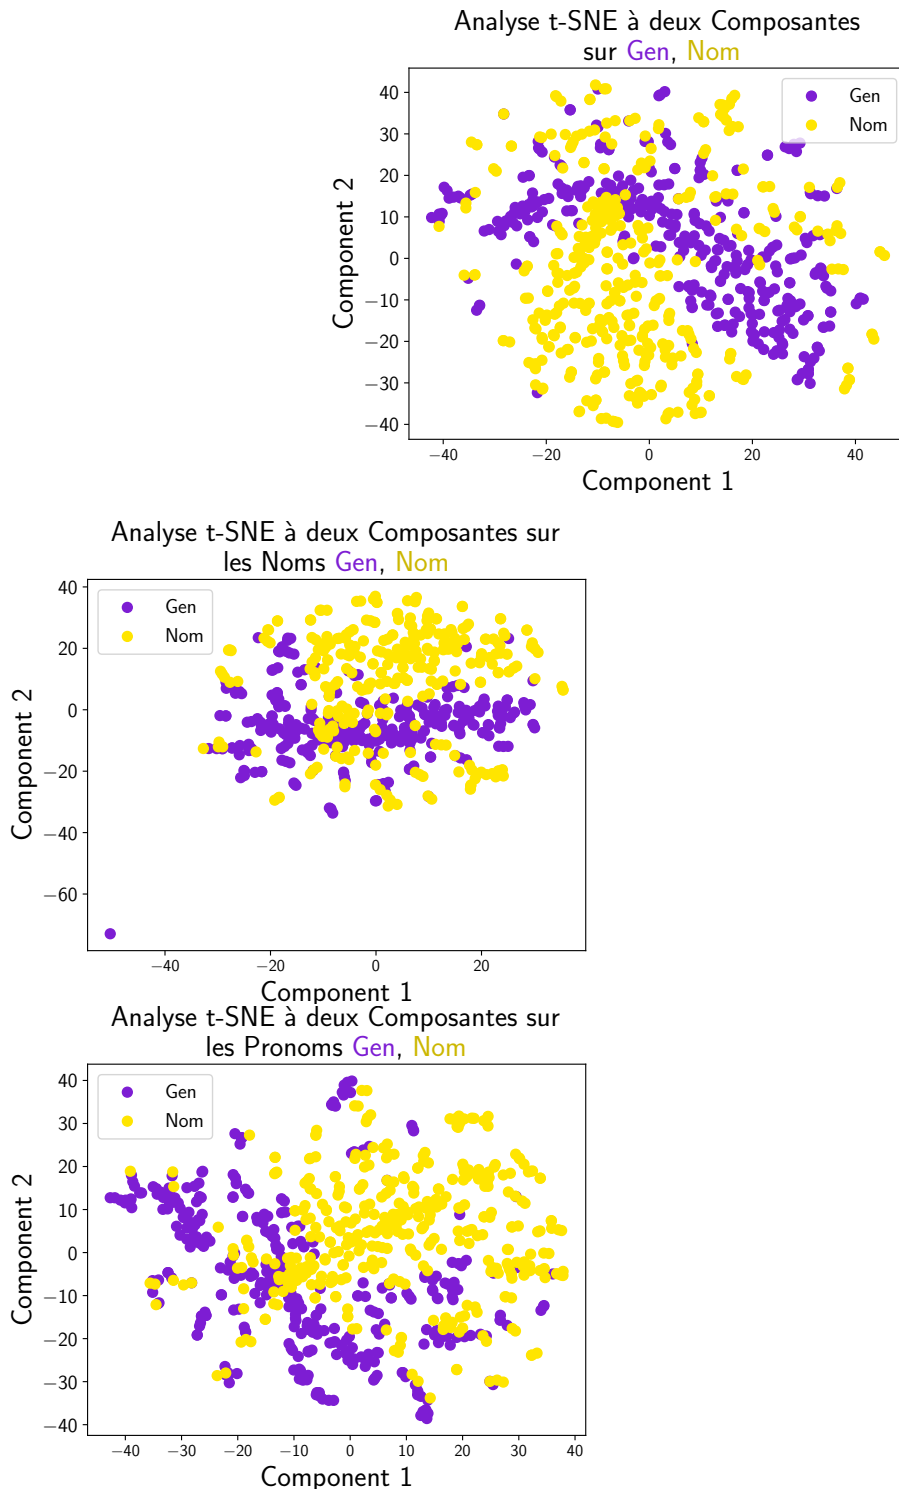 Analyse t-SNE à deux Composantes
sur Gen, Nom
Component 2
40
30
20
10
0
−10
−20
−30
−40
Gen
Nom
−40
−20
0
20
40
Component 1
Analyse t-SNE à deux Composantes sur
les Noms Gen, Nom
Component 2
40
20
0
−20
−40
−60
Gen
Nom
−40
−20
0
20
Component 1
Analyse t-SNE à deux Composantes sur
les Pronoms Gen, Nom
Component 2
40
30
20
10
0
−10
−20
−30
−40
Gen
Nom
−40
−30
−20
−10
0
10
20
30
40
Component 1